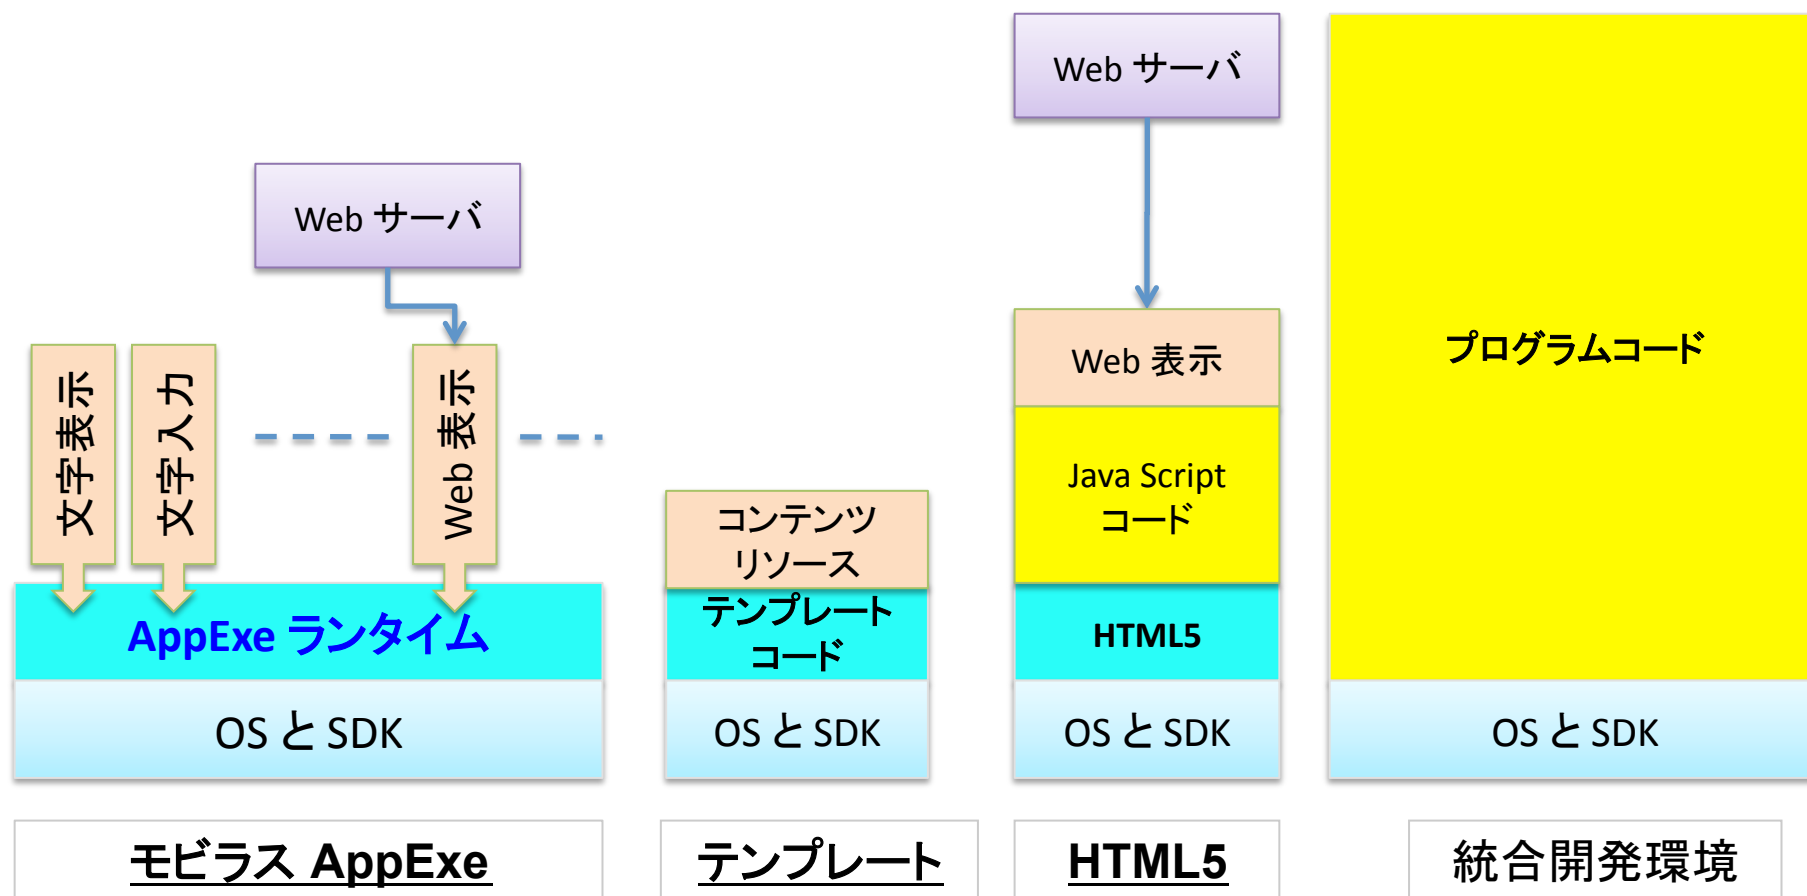 Web サーバ
文字表示
文字入力
Web 表示
AppExe ランタイム
OS と SDK
モビラス AppExe
コンテンツ
リソース
テンプレート
コード
OS と SDK
テンプレート
Web サーバ
Web 表示
Java Script
コード
HTML5
OS と SDK
HTML5
プログラムコード
OS と SDK
統合開発環境